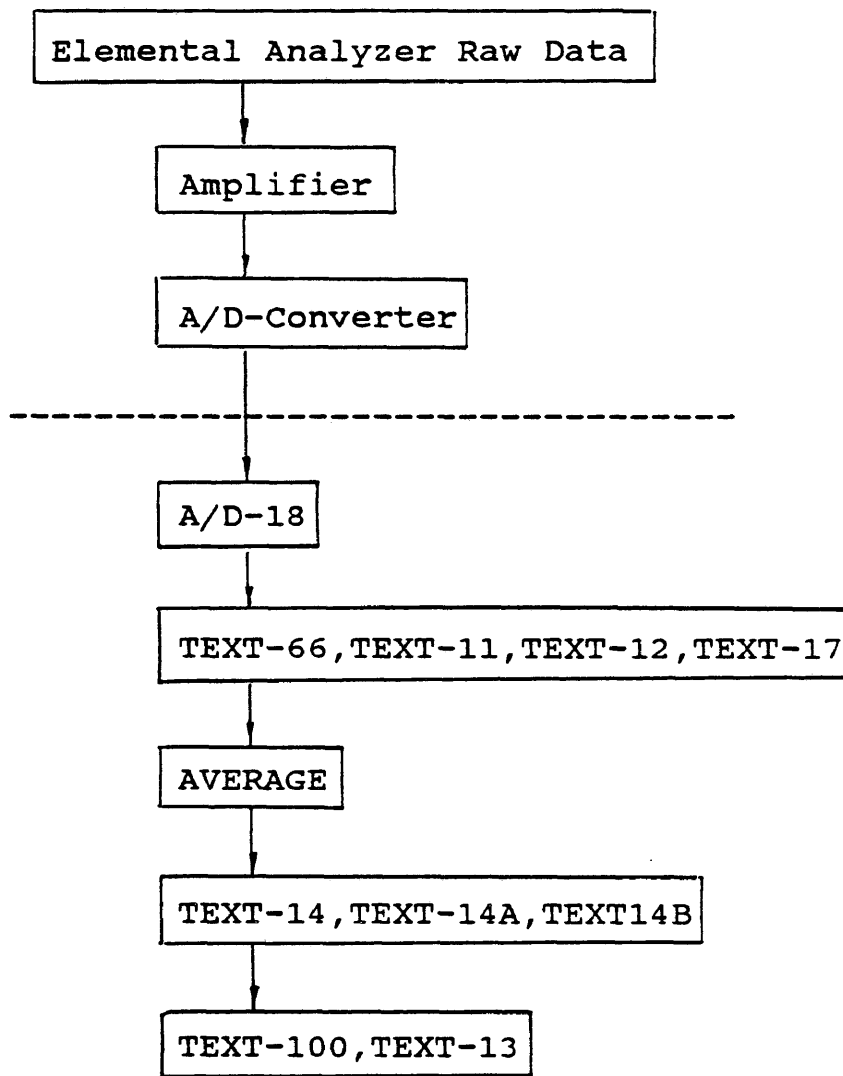 Elemental Analyzer Raw Data
Amplifier
A/D-Converter
A/D-18
TEXT-66,TEXT-11,TEXT-12,TEXT-17
AVERAGE
TEXT-14,TEXT-14A,TEXT14B
TEXT-100,TEXT-13